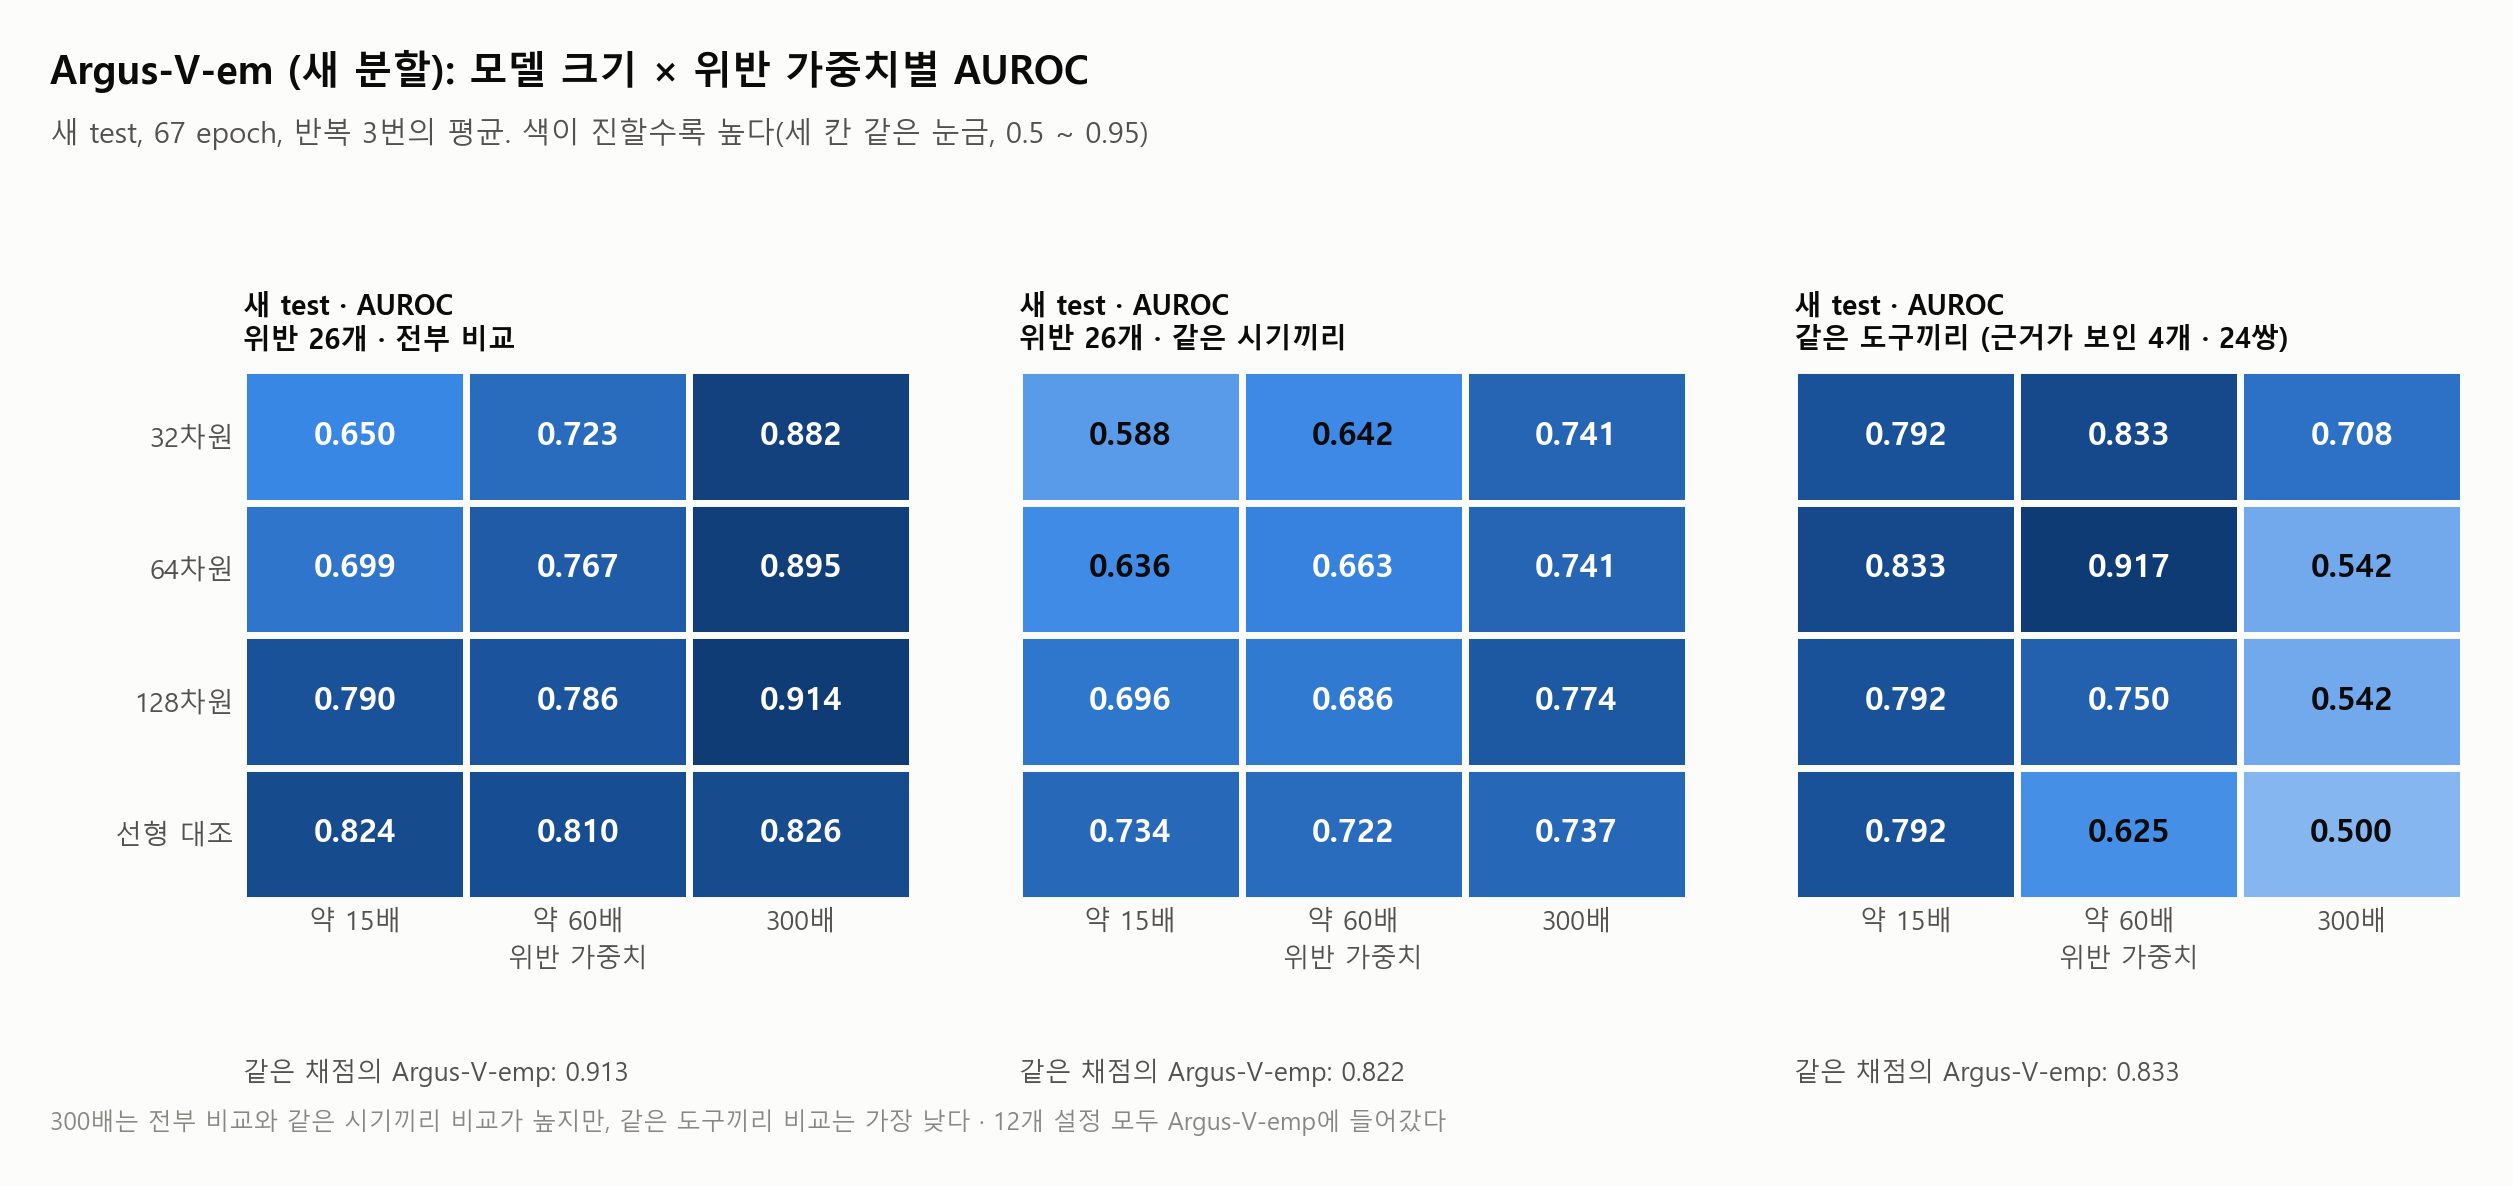 Argus-V-em (새 분할): 모델 크기 × 위반 가중치별 AUROC
새 test, 67 epoch, 반복 3번의 평균. 색이 진할수록 높다(세 칸 같은 눈금, 0.5 ~ 0.95)
새 test · AUROC
위반 26개 · 전부 비교
32차원 0.650 0.723 0.882
64차원 0.699 0.767 0.895
128차원 0.790 0.786 0.914
선형 대조 0.824 0.810 0.826
약 15배 약 60배 300배
위반 가중치
같은 채점의 Argus-V-emp: 0.913
새 test · AUROC
위반 26개 · 같은 시기끼리
0.588 0.642 0.741
0.636 0.663 0.741
0.696 0.686 0.774
0.734 0.722 0.737
약 15배 약 60배 300배
위반 가중치
같은 채점의 Argus-V-emp: 0.822
새 test · AUROC
같은 도구끼리 (근거가 보인 4개 · 24쌍)
0.792 0.833 0.708
0.833 0.917 0.542
0.792 0.750 0.542
0.792 0.625 0.500
약 15배 약 60배 300배
위반 가중치
같은 채점의 Argus-V-emp: 0.833
300배는 전부 비교와 같은 시기끼리 비교가 높지만, 같은 도구끼리 비교는 가장 낮다 · 12개 설정 모두 Argus-V-emp에 들어갔다